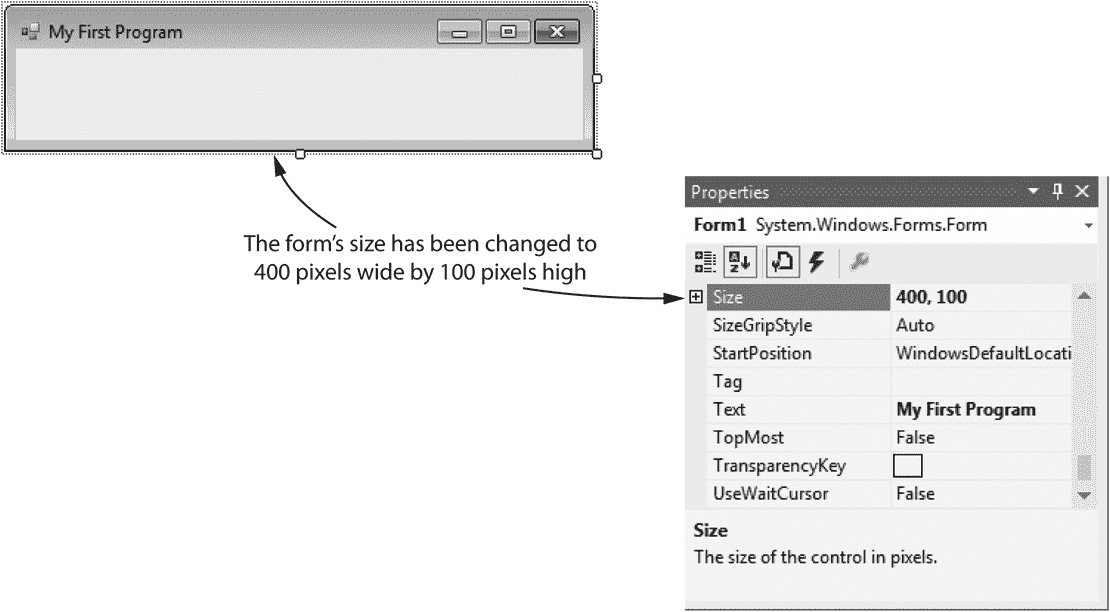 My First Program
The form's size has been changed to
400 pixels wide by 100 pixels high
Properties
Form1 System.Windows.Forms.Form
Size 400, 100
SizeGripStyle Auto
StartPosition WindowsDefaultLocati
Tag
Text My First Program
TopMost False
TransparencyKey
UseWaitCursor False
Size
The size of the control in pixels.